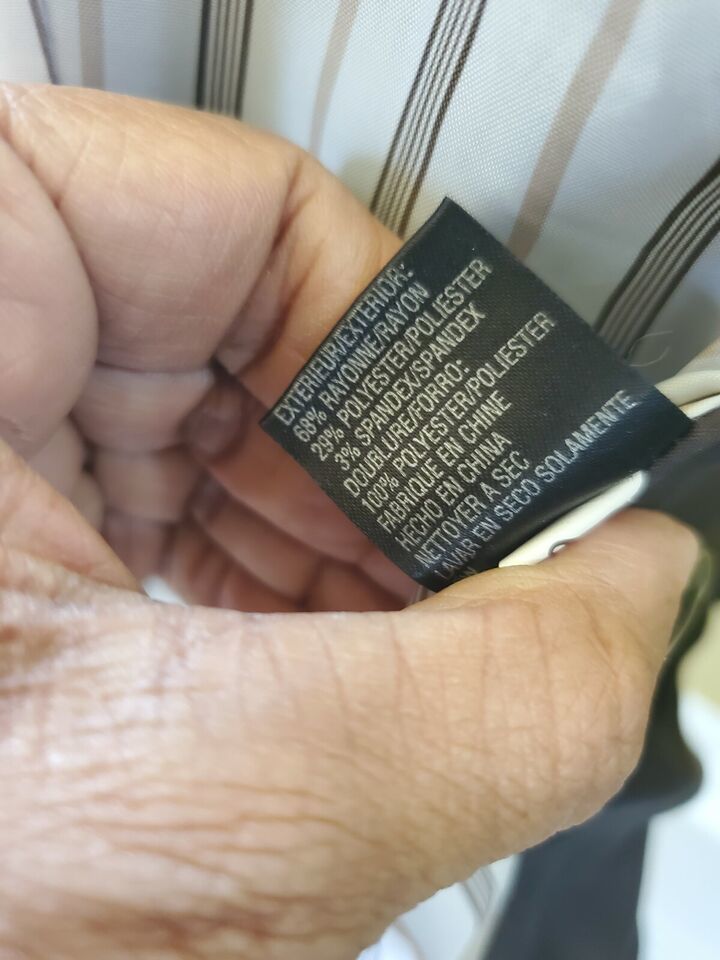 EXTERIEUR/EXTERIOR:
68% RAYONNE/RAYON
29% POLYESTER/POLIESTER
3% SPANDEX/SPANDEX
DOUBLURE/FORRO:
100% POLYESTER/POLIESTER
FABRIQUE EN CHINE
HECHO EN CHINA
NETTOYER A SEC
LAVAR EN SECO SOLAMENTE